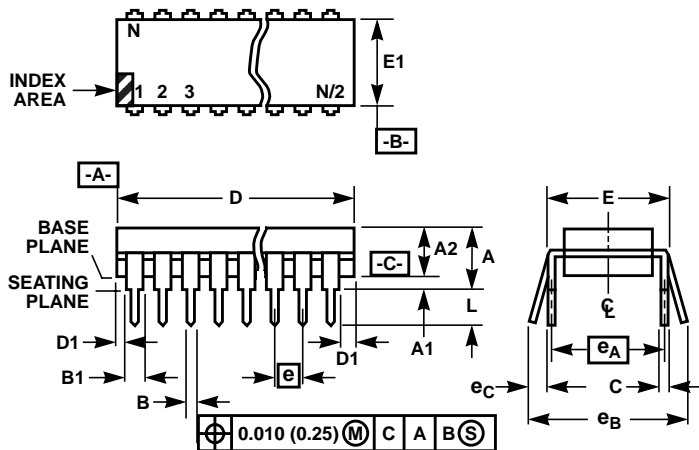 N
E1
INDEX
AREA
1 2 3 N/2
-B-
-A-
D
E
BASE
PLANE
A2
A
-C-
SEATING
PLANE
L
C L
D1
A1
D1
eA
B1
e
eC
C
B
eB
0.010 (0.25) M C A B S